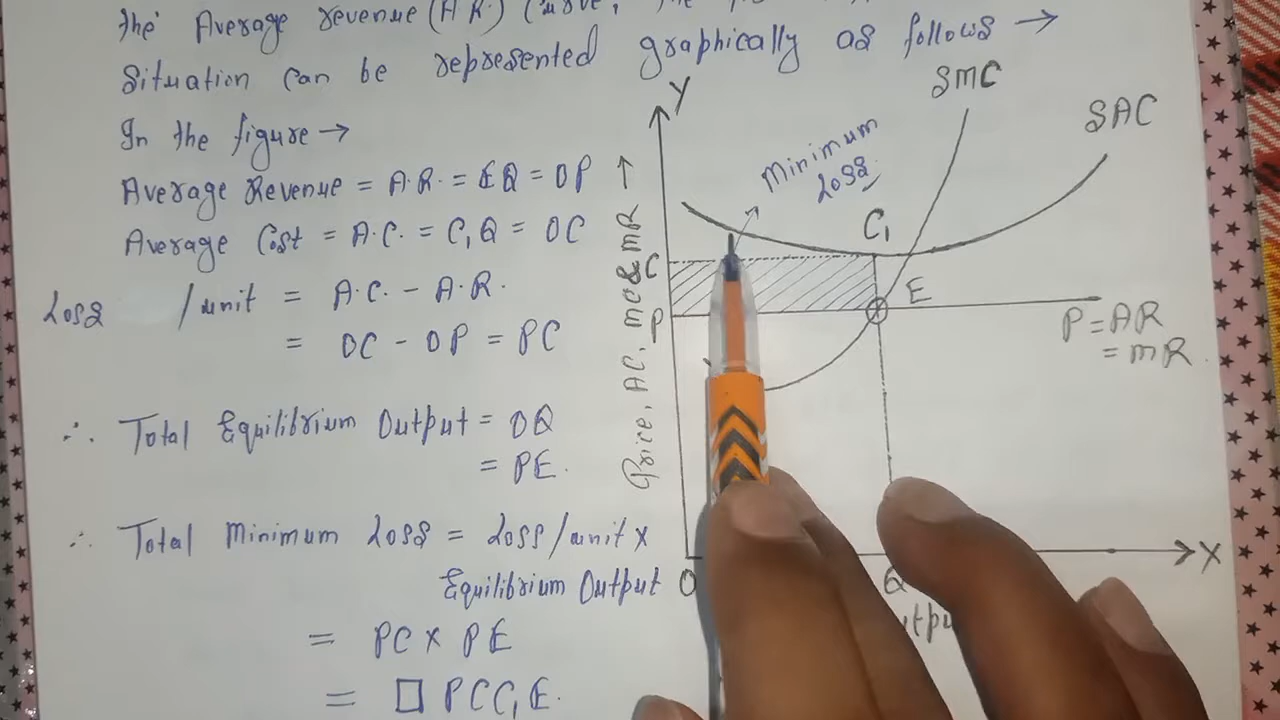 the Average revenue (A.R.) Curve, the
Situation can be represented graphically as follows →
In the figure →
Average Revenue = A.R. = EQ = OP
Average Cost = A.C. = C₁Q = OC
Loss /unit = A.C. - A.R.
= OC - OP = PC
∴ Total Equilibrium Output = OQ
= PE.
∴ Total Minimum Loss = Loss/unit x
Equilibrium Output
= PC x PE
= □ PCC₁E.
Y
SMC
SAC
Minimum
Loss
C₁
C
E
P
P = AR
= MR.
Price, AC, MC & MR →
O
Q
X